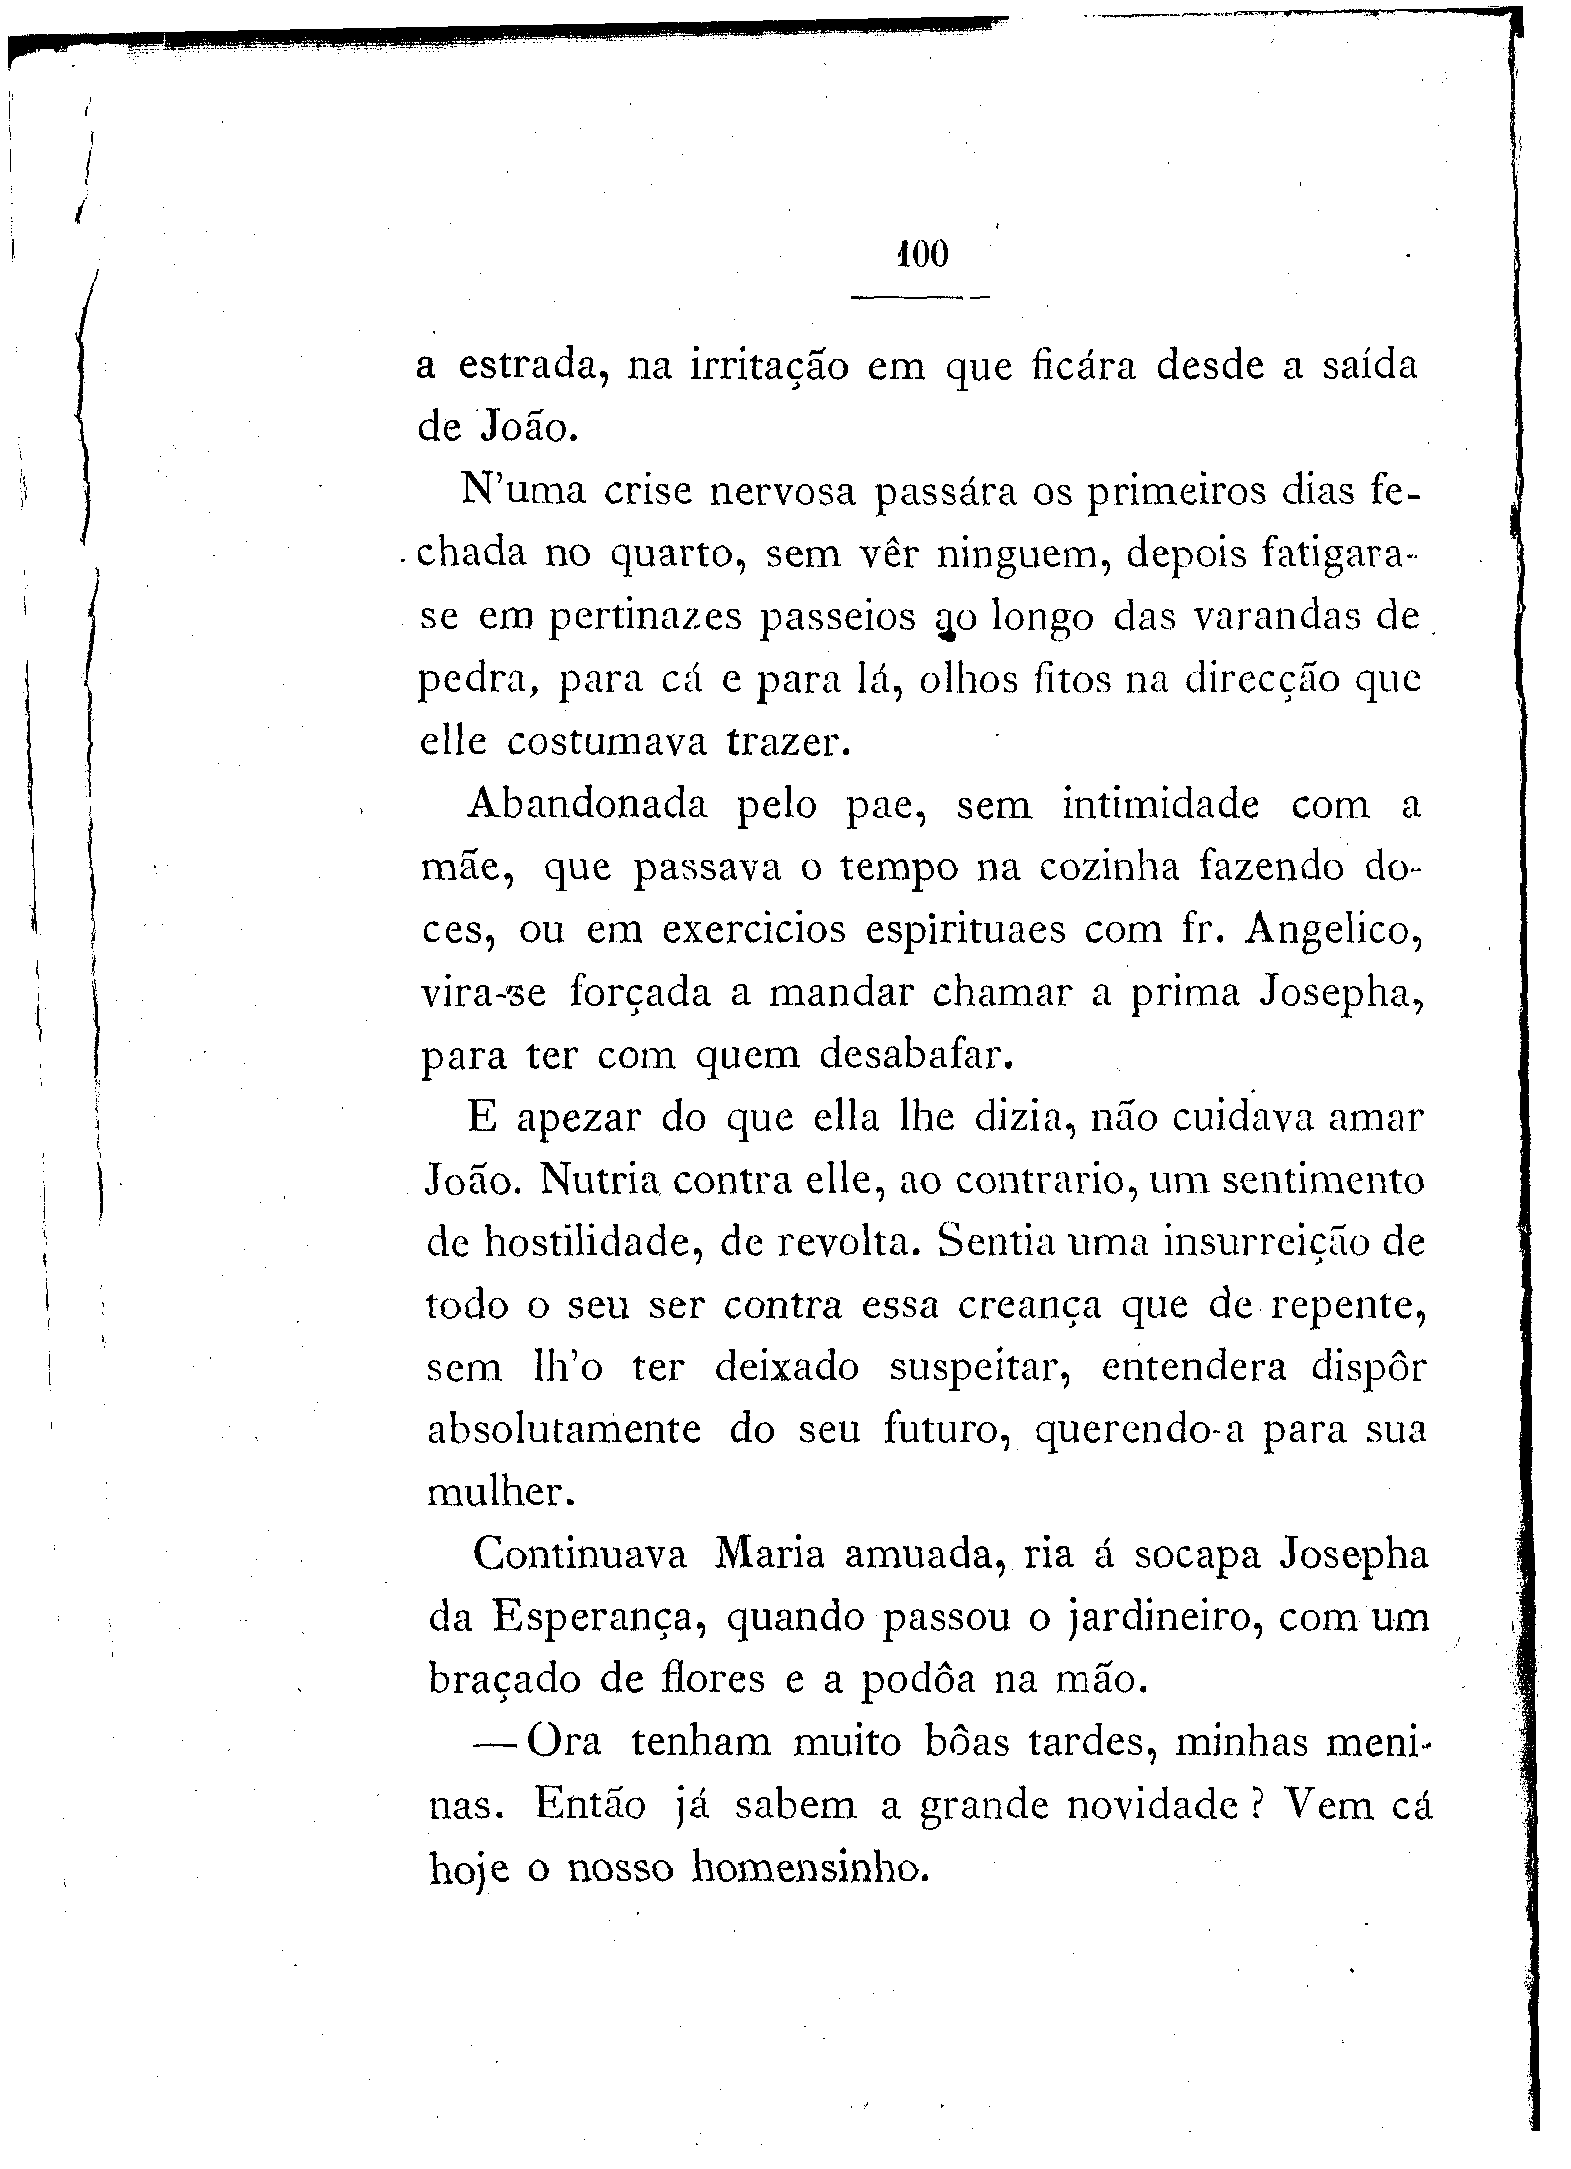 100
a estrada, na irritação em que ficára desde a saída
de João.
N'uma crise nervosa passára os primeiros dias fe-
chada no quarto, sem vêr ninguem, depois fatigara-
se em pertinazes passeios ao longo das varandas de
pedra, para cá e para lá, olhos fitos na direcção que
elle costumava trazer.
Abandonada pelo pae, sem intimidade com a
mãe, que passava o tempo na cozinha fazendo do-
ces, ou em exercicios espirituaes com fr. Angelico,
vira-se forçada a mandar chamar a prima Josepha,
para ter com quem desabafar.
E apezar do que ella lhe dizia, não cuidava amar
João. Nutria contra elle, ao contrario, um sentimento
de hostilidade, de revolta. Sentia uma insurreição de
todo o seu ser contra essa creança que de repente,
sem lh'o ter deixado suspeitar, entendera dispôr
absolutamente do seu futuro, querendo-a para sua
mulher.
Continuava Maria amuada, ria á socapa Josepha
da Esperança, quando passou o jardineiro, com um
braçado de flores e a podôa na mão.
— Ora tenham muito bôas tardes, minhas meni-
nas. Então já sabem a grande novidade ? Vem cá
hoje o nosso homensinho.